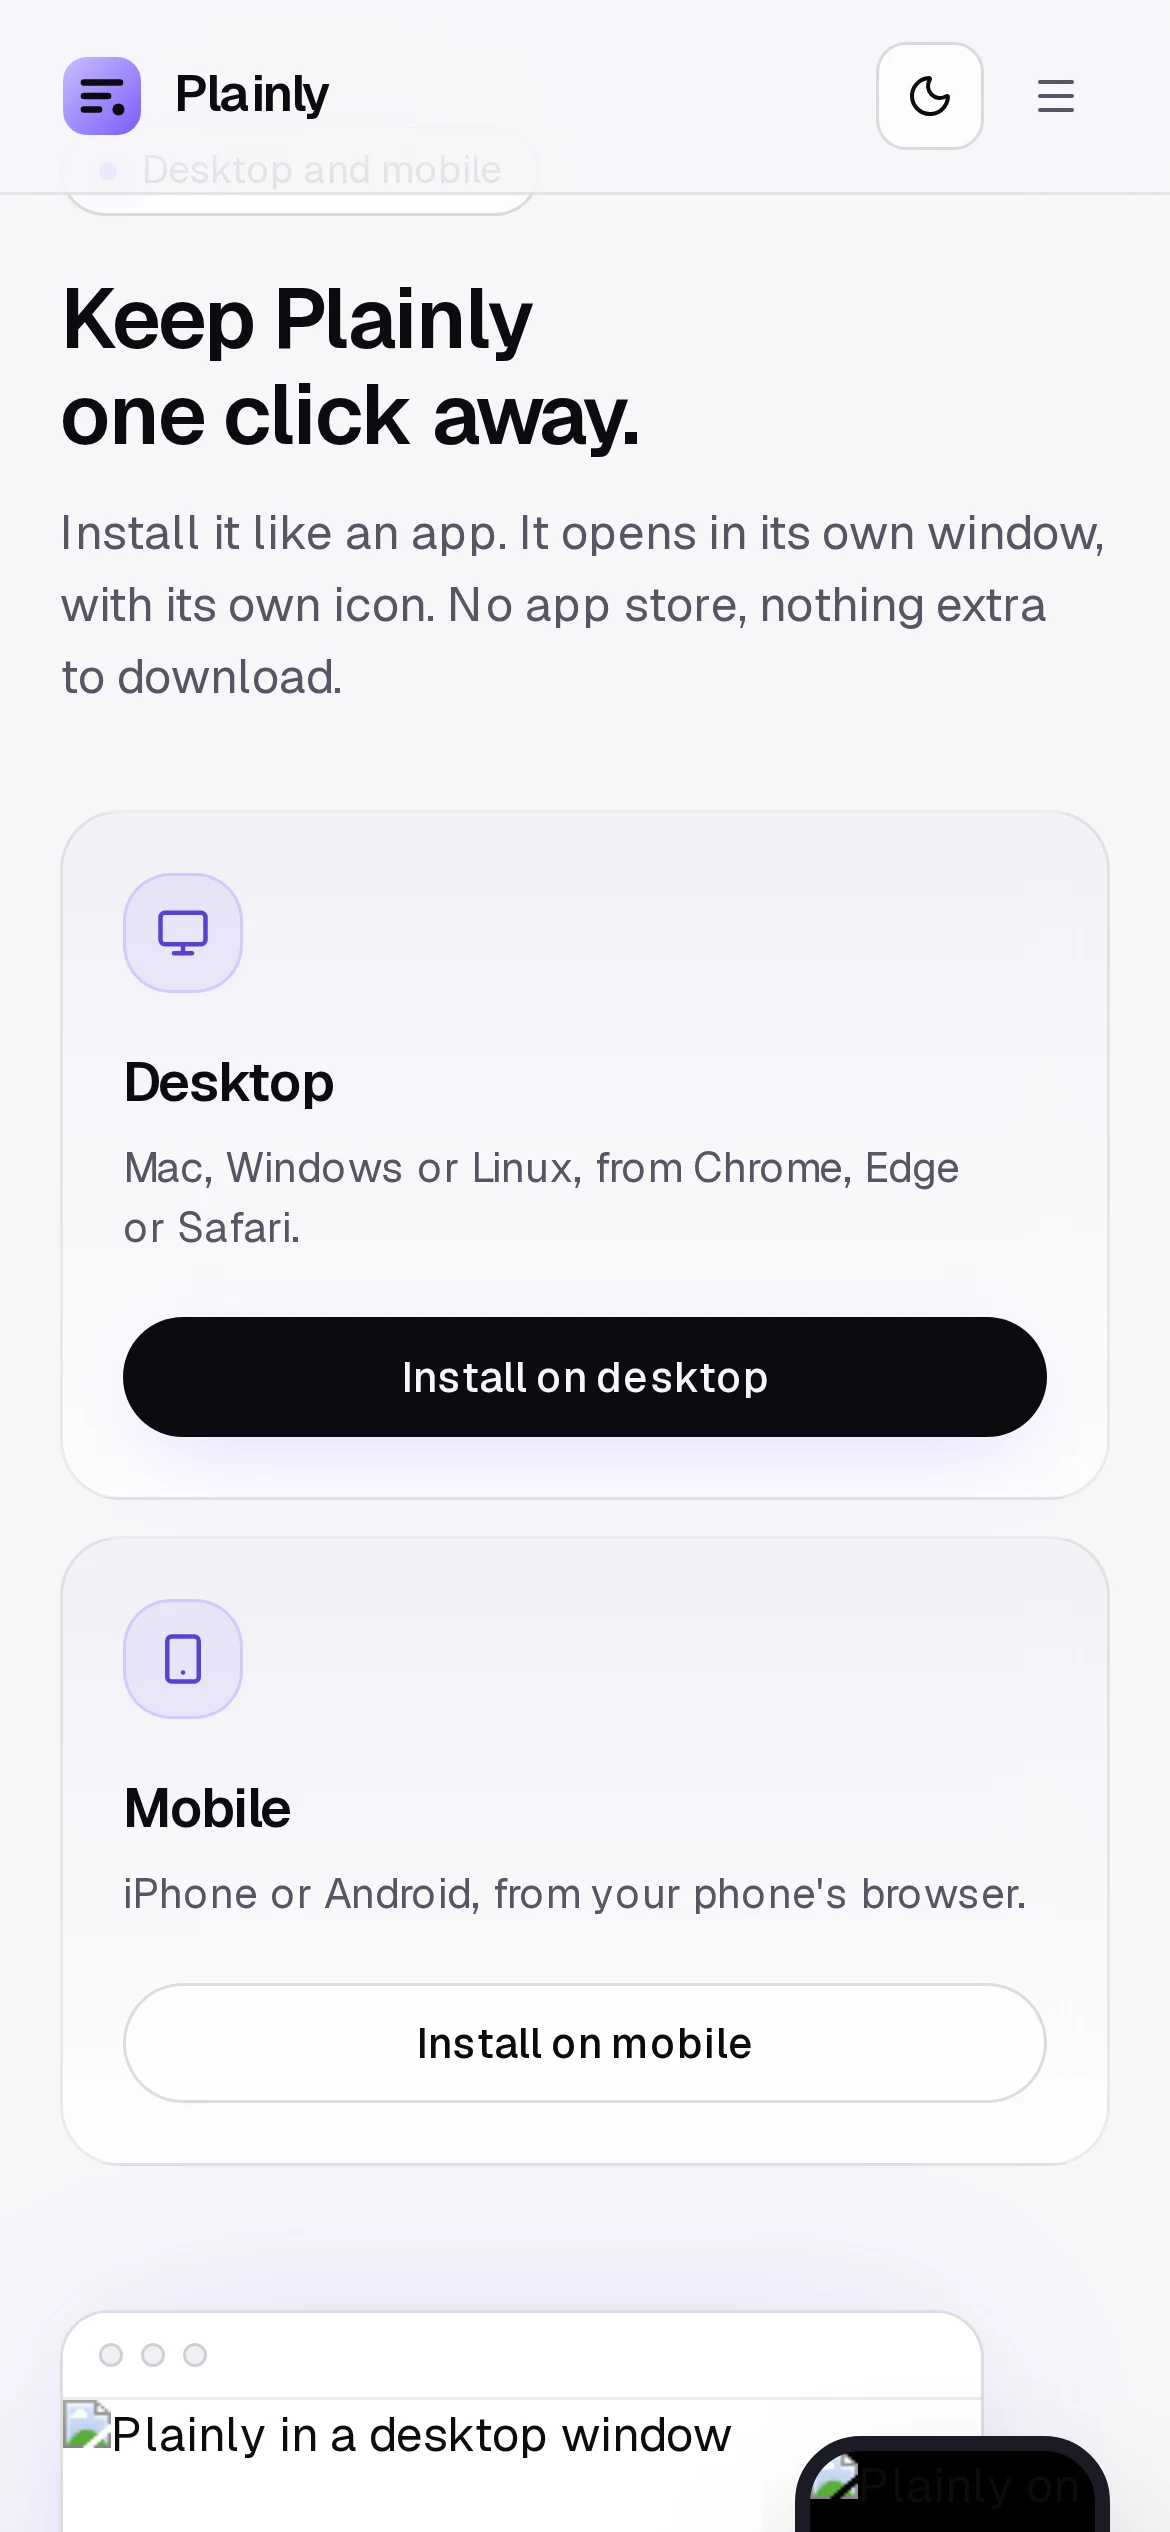 Plainly
Desktop and mobile
Keep Plainly
one click away.
Install it like an app. It opens in its own window,
with its own icon. No app store, nothing extra
to download.
Desktop
Mac, Windows or Linux, from Chrome, Edge
or Safari.
Install on desktop
Mobile
iPhone or Android, from your phone's browser.
Install on mobile
Plainly in a desktop window
Plainly on